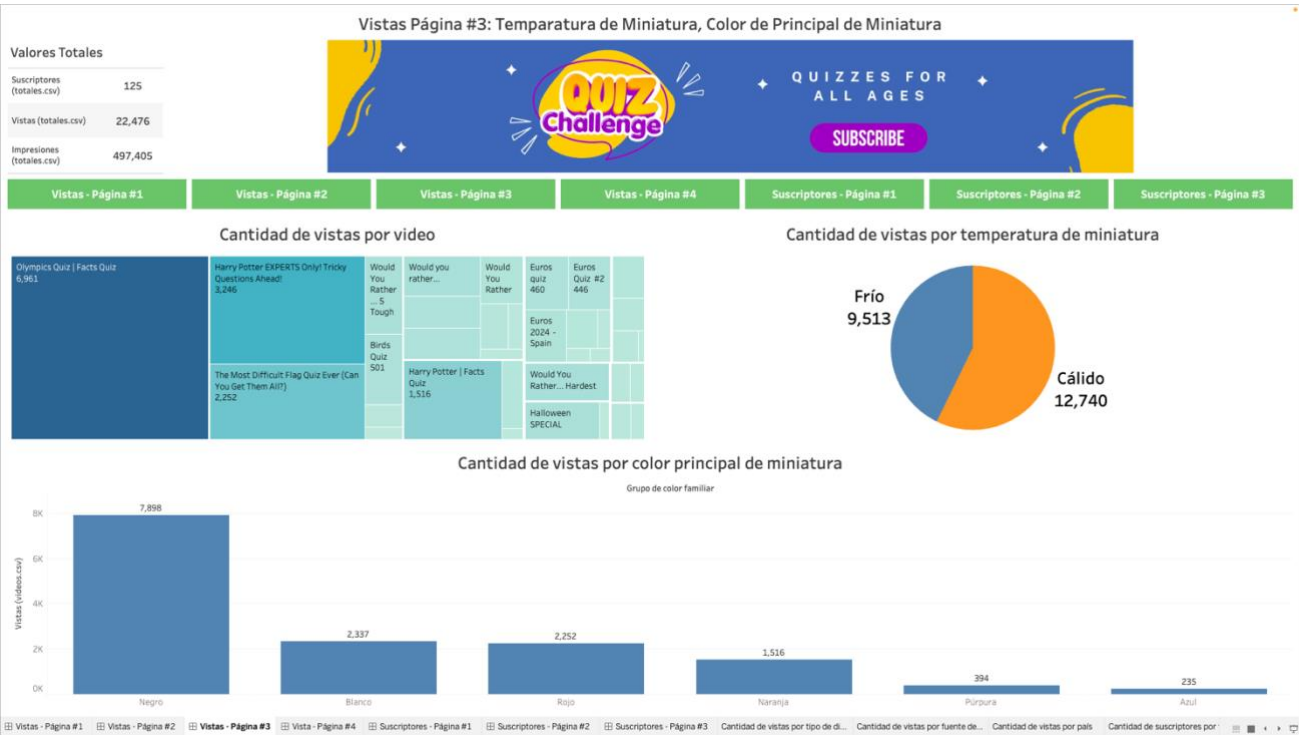 Vistas Página #3: Temparatura de Miniatura, Color de Principal de Miniatura
Valores Totales
Suscriptores
(totales.csv)
125
Vistas (totales.csv)
22,476
Impresiones
(totales.csv)
497,405
QUIZ
Challenge
QUIZZES FOR
ALL AGES
SUBSCRIBE
Vistas - Página #1
Vistas - Página #2
Vistas - Página #3
Vistas - Página #4
Suscriptores - Página #1
Suscriptores - Página #2
Suscriptores - Página #3
Cantidad de vistas por video
Olympics Quiz | Facts Quiz
6,961
Harry Potter EXPERTS Only! Tricky
Questions Ahead!
3,246
The Most Difficult Flag Quiz Ever (Can
You Get Them All?)
2,252
Would
You
Rather
... 5
Tough
Birds
Quiz
501
Would you
rather...
Harry Potter | Facts
Quiz
1,516
Would
You
Rather
Euros
quiz
460
Euros
Quiz #2
446
Euros
2024 -
Spain
Would You
Rather... Hardest
Halloween
SPECIAL
Cantidad de vistas por temperatura de miniatura
Frío
9,513
Cálido
12,740
Cantidad de vistas por color principal de miniatura
Grupo de color familiar
Vistas (videos.csv)
8K
6K
4K
2K
0K
7,898
2,337
2,252
1,516
394
235
Negro
Blanco
Rojo
Naranja
Púrpura
Azul
Vistas - Página #1
Vistas - Página #2
Vistas - Página #3
Vista - Página #4
Suscriptores - Página #1
Suscriptores - Página #2
Suscriptores - Página #3
Cantidad de vistas por tipo de di...
Cantidad de vistas por fuente de...
Cantidad de vistas por país
Cantidad de suscriptores por